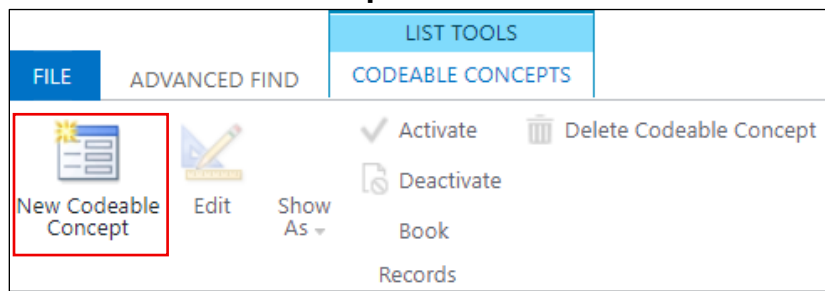 LIST TOOLS
FILE ADVANCED FIND CODEABLE CONCEPTS
New Codeable
Concept
Edit
Show
As
Activate
Deactivate
Book
Delete Codeable Concept
Records